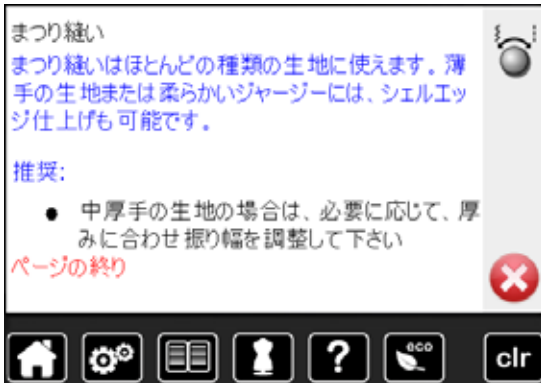 まつり縫い
まつり縫いはほとんどの種類の生地に使えます。薄
手の生地または柔らかいジャージーには、シェルエッ
ジ仕上げも可能です。
推奨:
● 中厚手の生地の場合は、必要に応じて、厚
みに合わせ振り幅を調整して下さい
ページの終り
? eco clr